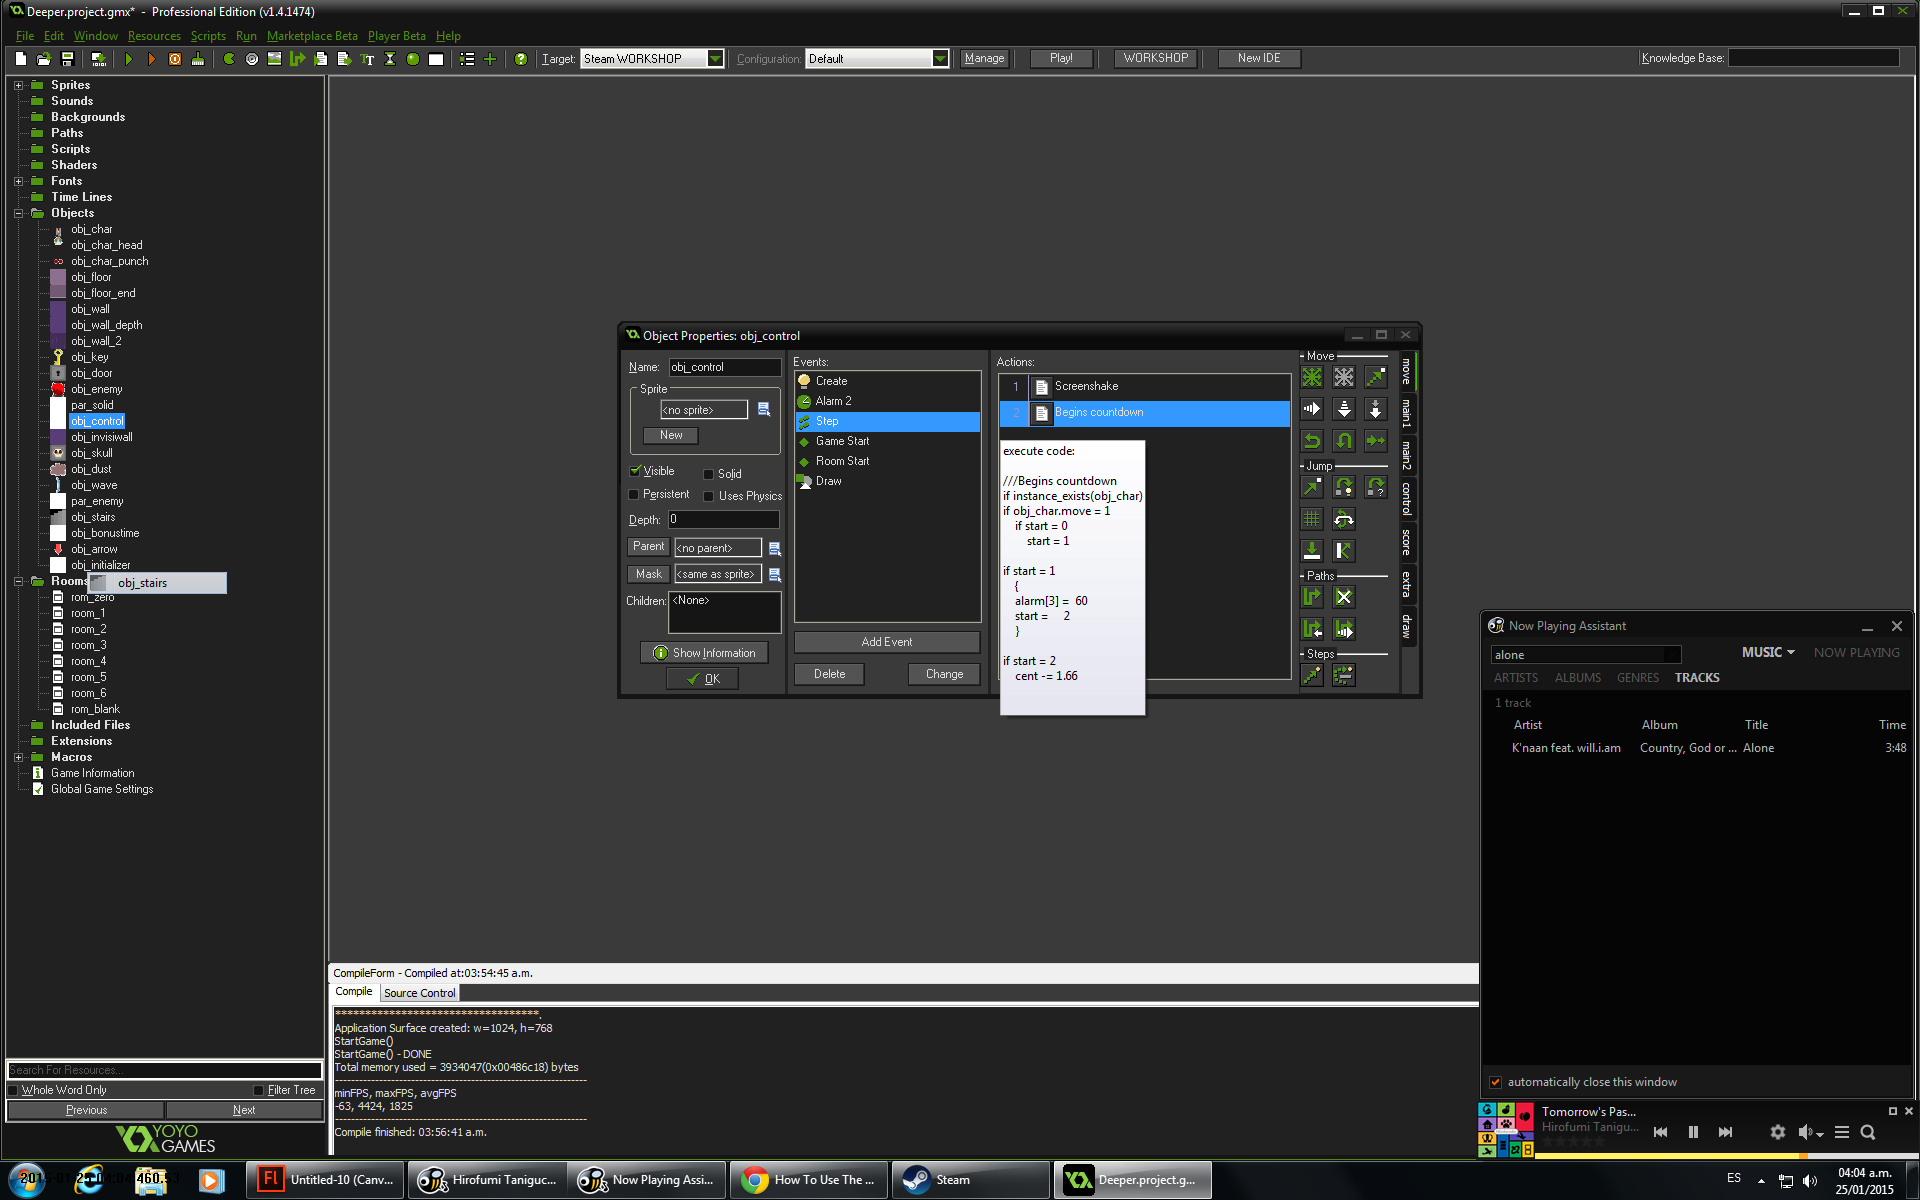 Deeper.project.gmx* - Professional Edition (v1.4.1474)
File Edit Window Resources Scripts Run Marketplace Beta Player Beta Help
Target: Steam WORKSHOP Configuration: Default Manage Play! WORKSHOP New IDE Knowledge Base:
Sprites
Sounds
Backgrounds
Paths
Scripts
Shaders
Fonts
Time Lines
Objects
obj_char
obj_char_head
obj_char_punch
obj_floor
obj_floor_end
obj_wall
obj_wall_depth
obj_wall_2
obj_key
obj_door
obj_enemy
par_solid
obj_control
obj_invisiwall
obj_skull
obj_dust
obj_wave
par_enemy
obj_stairs
obj_bonustime
obj_arrow
obj_initializer
Rooms
obj_stairs
rom_zero
room_1
room_2
room_3
room_4
room_5
room_6
rom_blank
Included Files
Extensions
Macros
Game Information
Global Game Settings
Search For Resources...
Whole Word Only Filter Tree
Previous Next
YOYO GAMES
Object Properties: obj_control
Name: obj_control
Sprite
<no sprite>
New
Visible Solid
Persistent Uses Physics
Depth: 0
Parent <no parent>
Mask <same as sprite>
Children: <None>
Show Information
OK
Events:
Create
Alarm 2
Step
Game Start
Room Start
Draw
Add Event
Delete Change
Actions:
1 Screenshake
2 Begins countdown
execute code:
///Begins countdown
if instance_exists(obj_char)
if obj_char.move = 1
if start = 0
start = 1
if start = 1
{
alarm[3] = 60
start = 2
}
if start = 2
cent -= 1.66
Move
Jump
Paths
Steps
move
main1
main2
control
score
extra
draw
CompileForm - Compiled at:03:54:45 a.m.
Compile Source Control
***********************************.
Application Surface created: w=1024, h=768
StartGame()
StartGame() - DONE
Total memory used = 3934047(0x00486c18) bytes
minFPS, maxFPS, avgFPS
-63, 4424, 1825
Compile finished: 03:56:41 a.m.
Now Playing Assistant
alone
MUSIC NOW PLAYING
ARTISTS ALBUMS GENRES TRACKS
1 track
Artist Album Title Time
K'naan feat. will.i.am Country, God or ... Alone 3:48
automatically close this window
Tomorrow's Pas...
Hirofumi Tanigu...
2015-01-25 04:04:460.53
Untitled-10 (Canv...
Hirofumi Taniguc...
Now Playing Assi...
How To Use The ...
Steam
Deeper.project.g...
ES
04:04 a.m.
25/01/2015